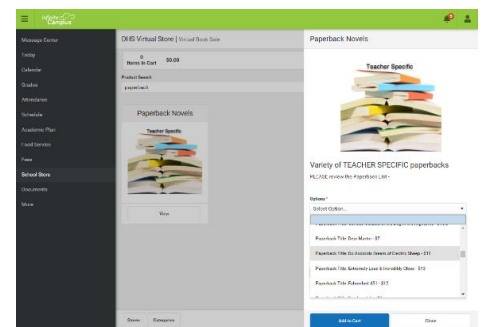 Infinite Campus
Message Center
Today
Calendar
Grades
Attendance
Schedule
Academic Plan
Food Service
Fees
School Store
Documents
More
DHS Virtual Store | Virtual Book Sale
0
Items In Cart
$0.00
Product Search
paperback
Paperback Novels
Teacher Specific
View
Stores
Categories
Paperback Novels
Teacher Specific
Variety of TEACHER SPECIFIC paperbacks
PLEASE review the Paperback List -
Options *
Select Option...
Paperback Title: Dear Martin - $7
Paperback Title: Do Androids Dream of Electric Sheep - $11
Paperback Title: Extremely Loud & Incredibly Close - $13
Paperback Title: Fahrenheit 451 - $13
Add to Cart
Close